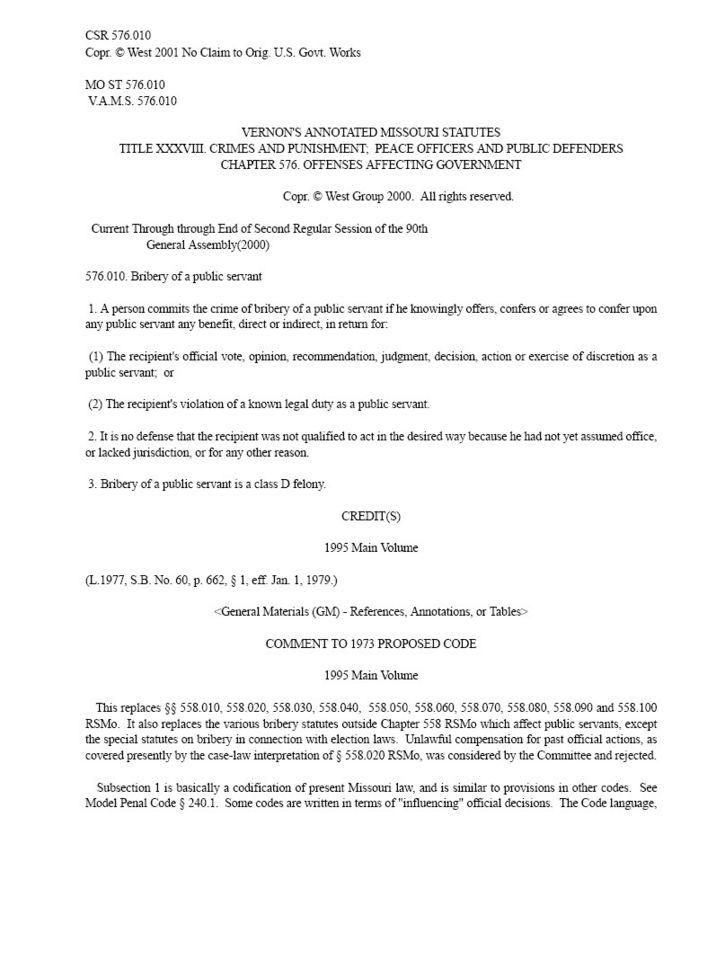 CSR 576.010
Copr. © West 2001 No Claim to Orig. U.S. Govt. Works
MO ST 576.010
V.A.M.S. 576.010
VERNON'S ANNOTATED MISSOURI STATUTES
TITLE XXXVIII. CRIMES AND PUNISHMENT; PEACE OFFICERS AND PUBLIC DEFENDERS
CHAPTER 576. OFFENSES AFFECTING GOVERNMENT
Copr. © West Group 2000. All rights reserved.
Current Through through End of Second Regular Session of the 90th
General Assembly(2000)
576.010. Bribery of a public servant
1. A person commits the crime of bribery of a public servant if he knowingly offers, confers or agrees to confer upon
any public servant any benefit, direct or indirect, in return for:
(1) The recipient's official vote, opinion, recommendation, judgment, decision, action or exercise of discretion as a
public servant; or
(2) The recipient's violation of a known legal duty as a public servant.
2. It is no defense that the recipient was not qualified to act in the desired way because he had not yet assumed office,
or lacked jurisdiction, or for any other reason.
3. Bribery of a public servant is a class D felony.
CREDIT(S)
1995 Main Volume
(L.1977, S.B. No. 60, p. 662, § 1, eff. Jan. 1, 1979.)
<General Materials (GM) - References, Annotations, or Tables>
COMMENT TO 1973 PROPOSED CODE
1995 Main Volume
This replaces §§ 558.010, 558.020, 558.030, 558.040, 558.050, 558.060, 558.070, 558.080, 558.090 and 558.100
RSMo. It also replaces the various bribery statutes outside Chapter 558 RSMo which affect public servants, except
the special statutes on bribery in connection with election laws. Unlawful compensation for past official actions, as
covered presently by the case-law interpretation of § 558.020 RSMo, was considered by the Committee and rejected.
Subsection 1 is basically a codification of present Missouri law, and is similar to provisions in other codes. See
Model Penal Code § 240.1. Some codes are written in terms of "influencing" official decisions. The Code language,